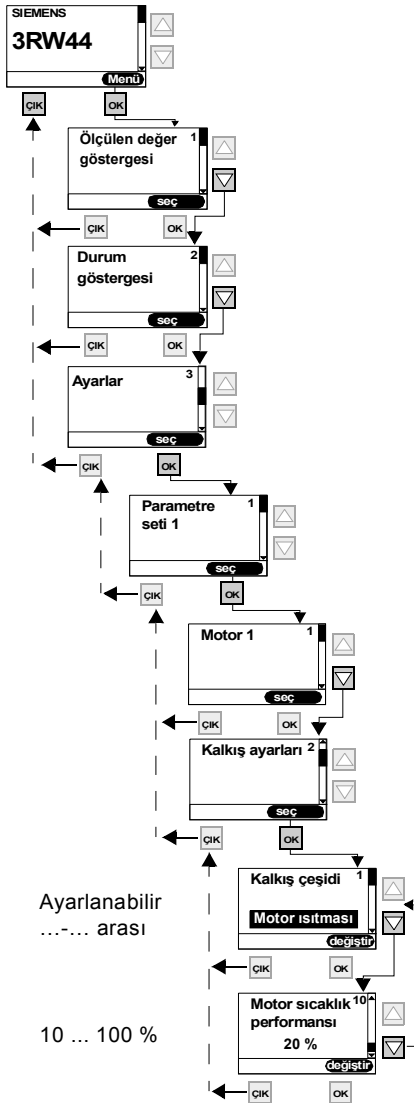 SIEMENS
3RW44
Menü
ÇIK
OK
Ölçülen değer 1
göstergesi
seç
ÇIK
OK
Durum 2
göstergesi
seç
ÇIK
OK
Ayarlar 3
seç
ÇIK
OK
Parametre 1
seti 1
seç
ÇIK
OK
Motor 1 1
seç
ÇIK
OK
Kalkış ayarları 2
seç
ÇIK
OK
Kalkış çeşidi 1
Motor ısıtması
değiştir
Ayarlanabilir
...-... arası
ÇIK
OK
Motor sıcaklık 10
performansı
20 %
değiştir
10 ... 100 %
ÇIK
OK